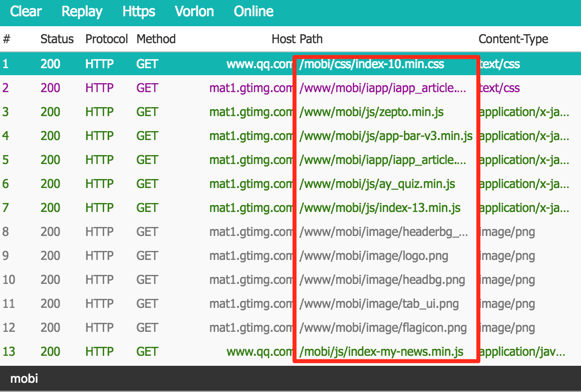 Clear Replay Https Vorlon Online
# Status Protocol Method Host Path Content-Type
1 200 HTTP GET www.qq.com /mobi/css/index-10.min.css text/css
2 200 HTTP GET mat1.gtimg.com /www/mobi/iapp/iapp_article.... text/css
3 200 HTTP GET mat1.gtimg.com /www/mobi/js/zepto.min.js application/x-ja...
4 200 HTTP GET mat1.gtimg.com /www/mobi/js/app-bar-v3.min.js application/x-ja...
5 200 HTTP GET mat1.gtimg.com /www/mobi/iapp/iapp_article.... application/x-ja...
6 200 HTTP GET mat1.gtimg.com /www/mobi/js/ay_quiz.min.js application/x-ja...
7 200 HTTP GET mat1.gtimg.com /www/mobi/js/index-13.min.js application/x-ja...
8 200 HTTP GET mat1.gtimg.com /www/mobi/image/headerbg_... image/png
9 200 HTTP GET mat1.gtimg.com /www/mobi/image/logo.png image/png
10 200 HTTP GET mat1.gtimg.com /www/mobi/image/headbg.png image/png
11 200 HTTP GET mat1.gtimg.com /www/mobi/image/tab_ui.png image/png
12 200 HTTP GET mat1.gtimg.com /www/mobi/image/flagicon.png image/png
13 200 HTTP GET www.qq.com /mobi/js/index-my-news.min.js application/jav...
mobi